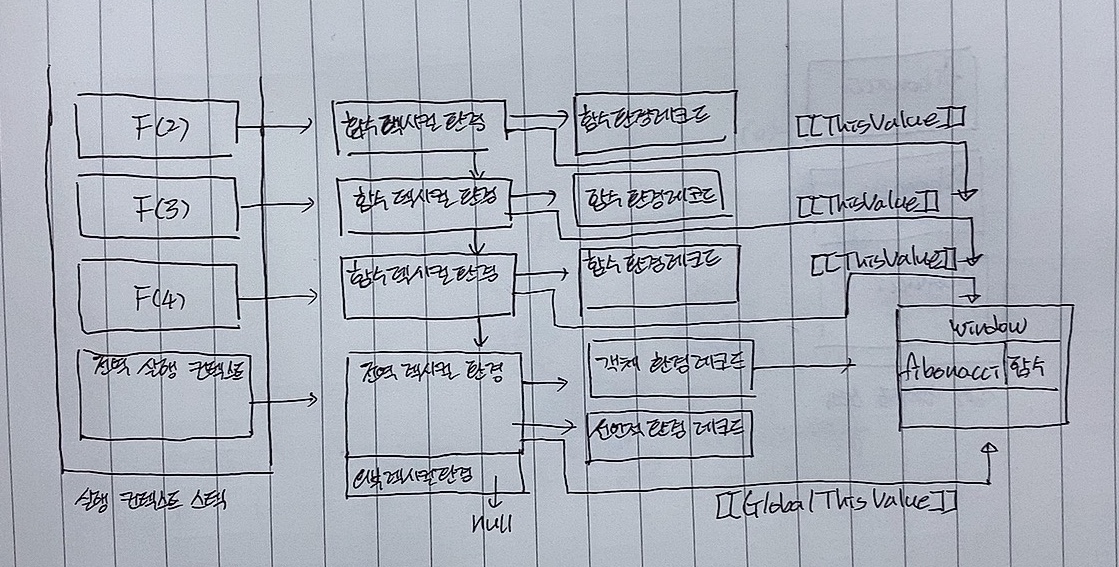 F(2)
함수 렉시컬 환경
함수 환경 레코드
[[ThisValue]]
F(3)
함수 렉시컬 환경
함수 환경 레코드
[[ThisValue]]
F(4)
함수 렉시컬 환경
함수 환경 레코드
[[ThisValue]]
window
fibonacci 함수
전역 실행 컨텍스트
전역 렉시컬 환경
객체 환경 레코드
선언적 환경 레코드
외부 렉시컬 환경
null
[[GlobalThisValue]]
실행 컨텍스트 스택